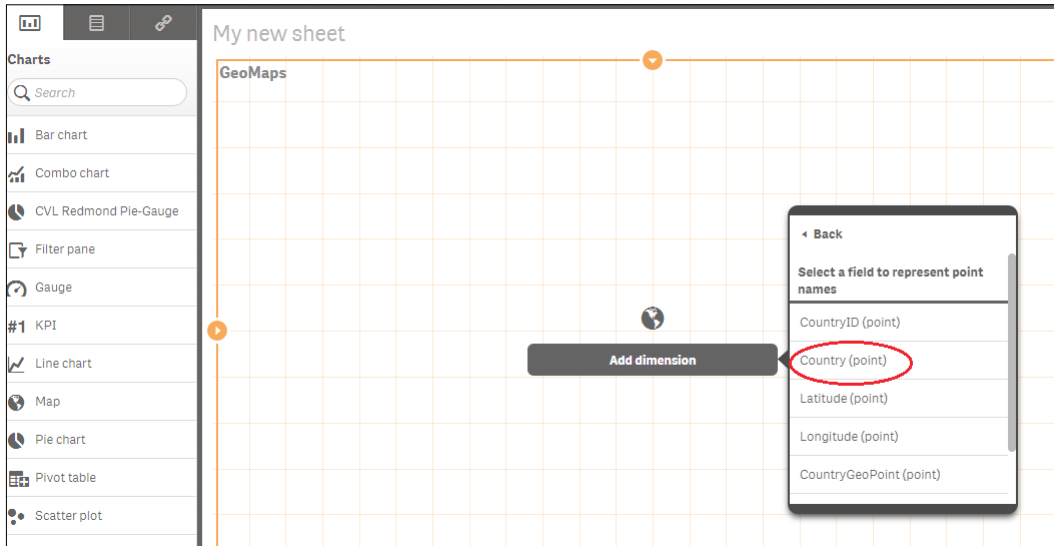 My new sheet
Charts
Search
Bar chart
Combo chart
CVL Redmond Pie-Gauge
Filter pane
Gauge
#1 KPI
Line chart
Map
Pie chart
Pivot table
Scatter plot
GeoMaps
Add dimension
Back
Select a field to represent point
names
CountryID (point)
Country (point)
Latitude (point)
Longitude (point)
CountryGeoPoint (point)